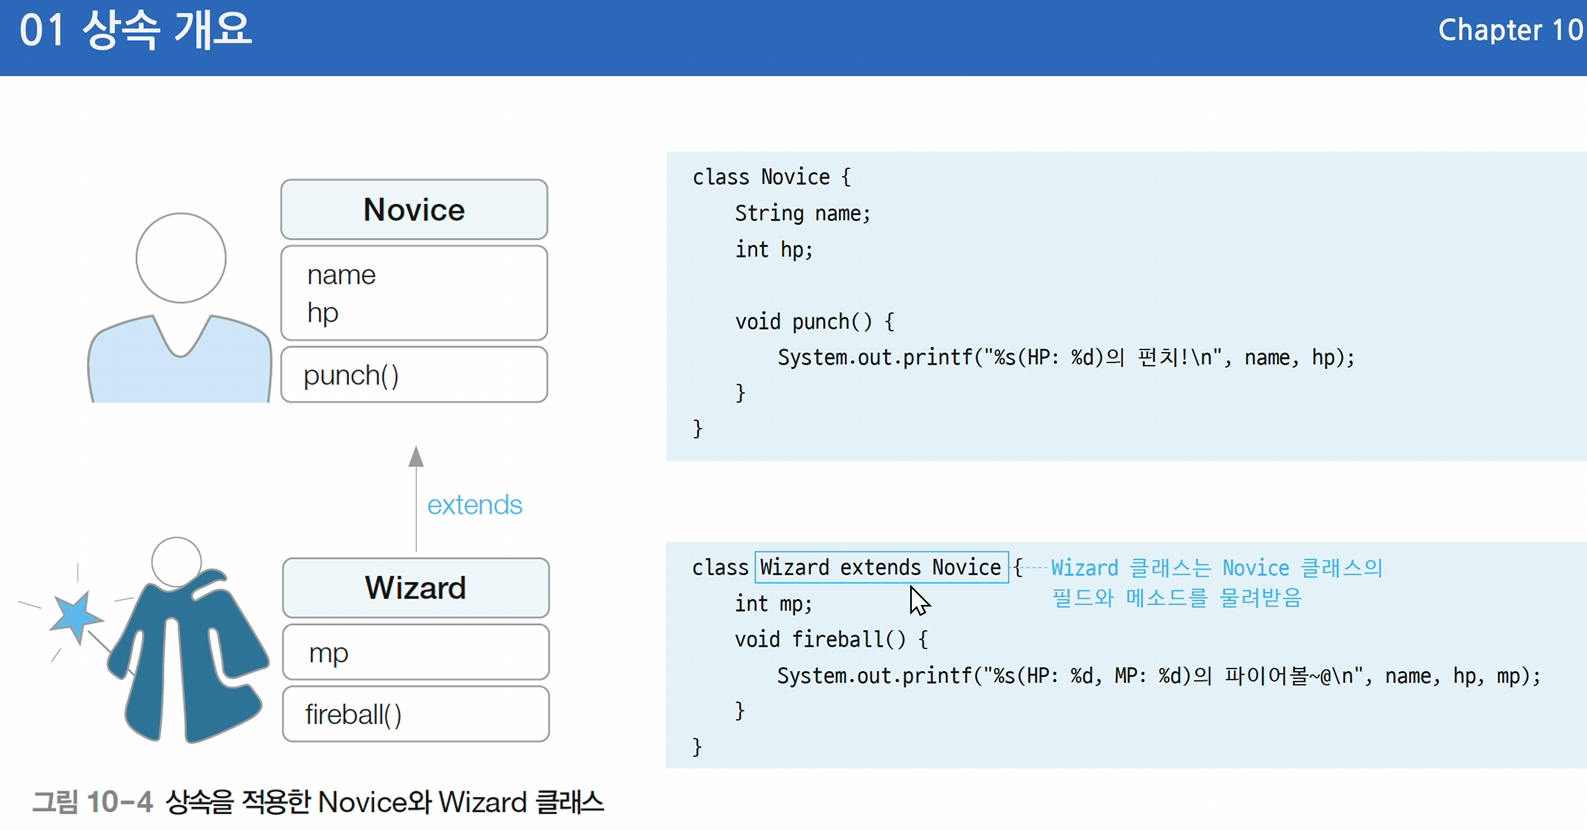 01 상속 개요
Chapter 10
Novice
name
hp
punch()
extends
Wizard
mp
fireball()
그림 10-4 상속을 적용한 Novice와 Wizard 클래스
class Novice {
String name;
int hp;
void punch() {
System.out.printf("%s(HP: %d)의 펀치!\n", name, hp);
}
}
class Wizard extends Novice {
Wizard 클래스는 Novice 클래스의
필드와 메소드를 물려받음
int mp;
void fireball() {
System.out.printf("%s(HP: %d, MP: %d)의 파이어볼~@\n", name, hp, mp);
}
}